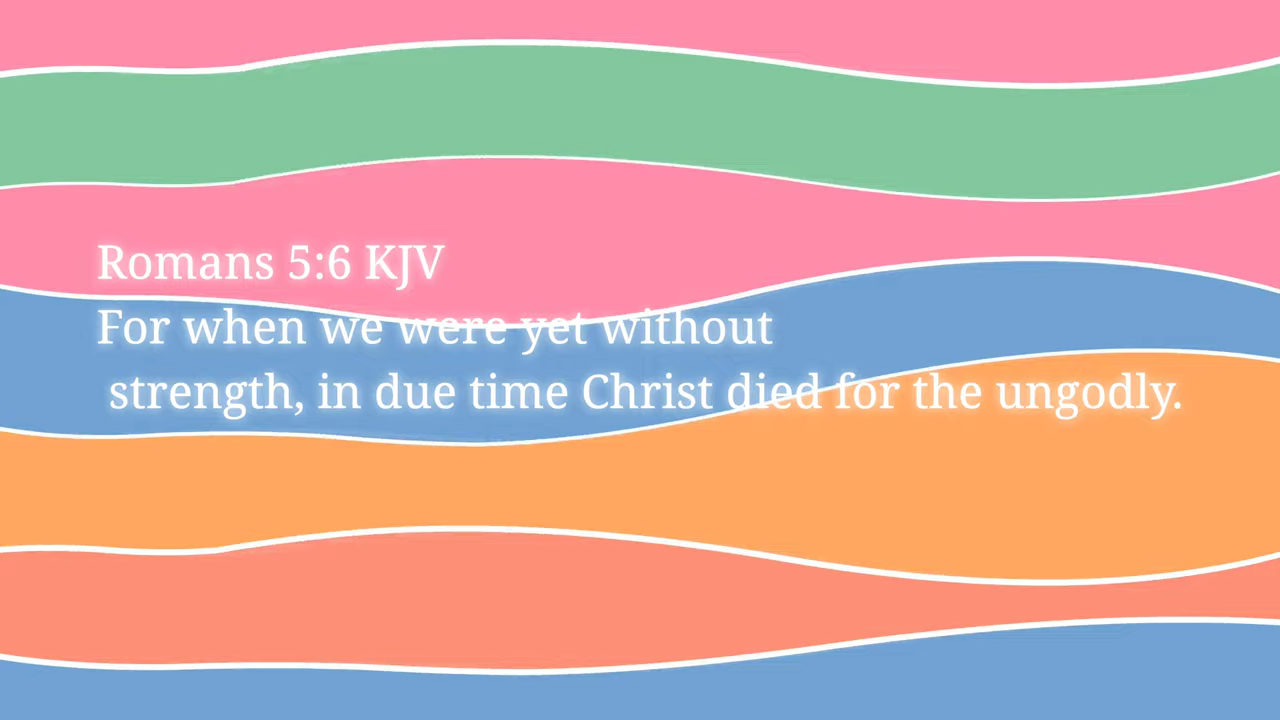 Romans 5:6 KJV
For when we were yet without
strength, in due time Christ died for the ungodly.